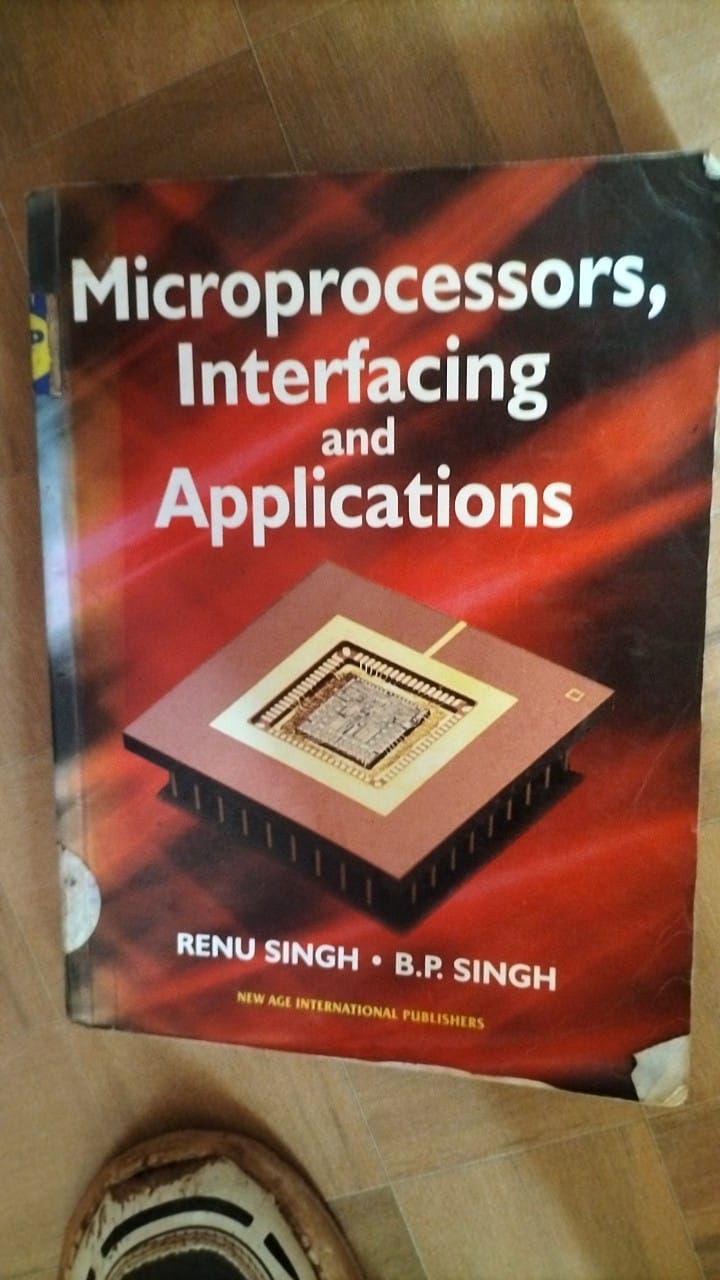 Microprocessors,
Interfacing
and
Applications
RENU SINGH • B.P. SINGH
NEW AGE INTERNATIONAL PUBLISHERS